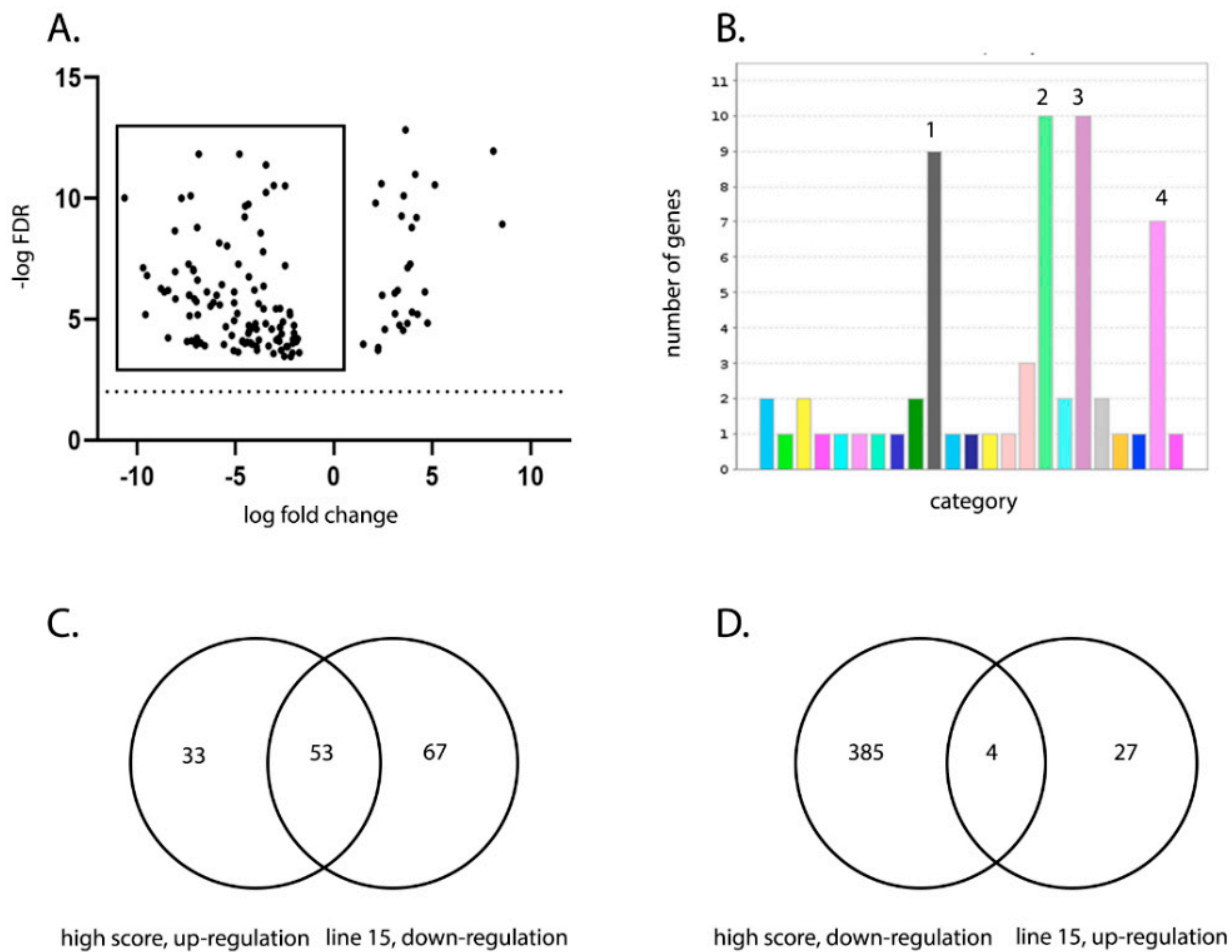 A.
15
10
5
0
-log FDR
-10 -5 0 5 10
log fold change
B.
11
10
9
8
7
6
5
4
3
2
1
0
number of genes
1
2
3
4
category
C.
33 53 67
high score, up-regulation line 15, down-regulation
D.
385 4 27
high score, down-regulation line 15, up-regulation